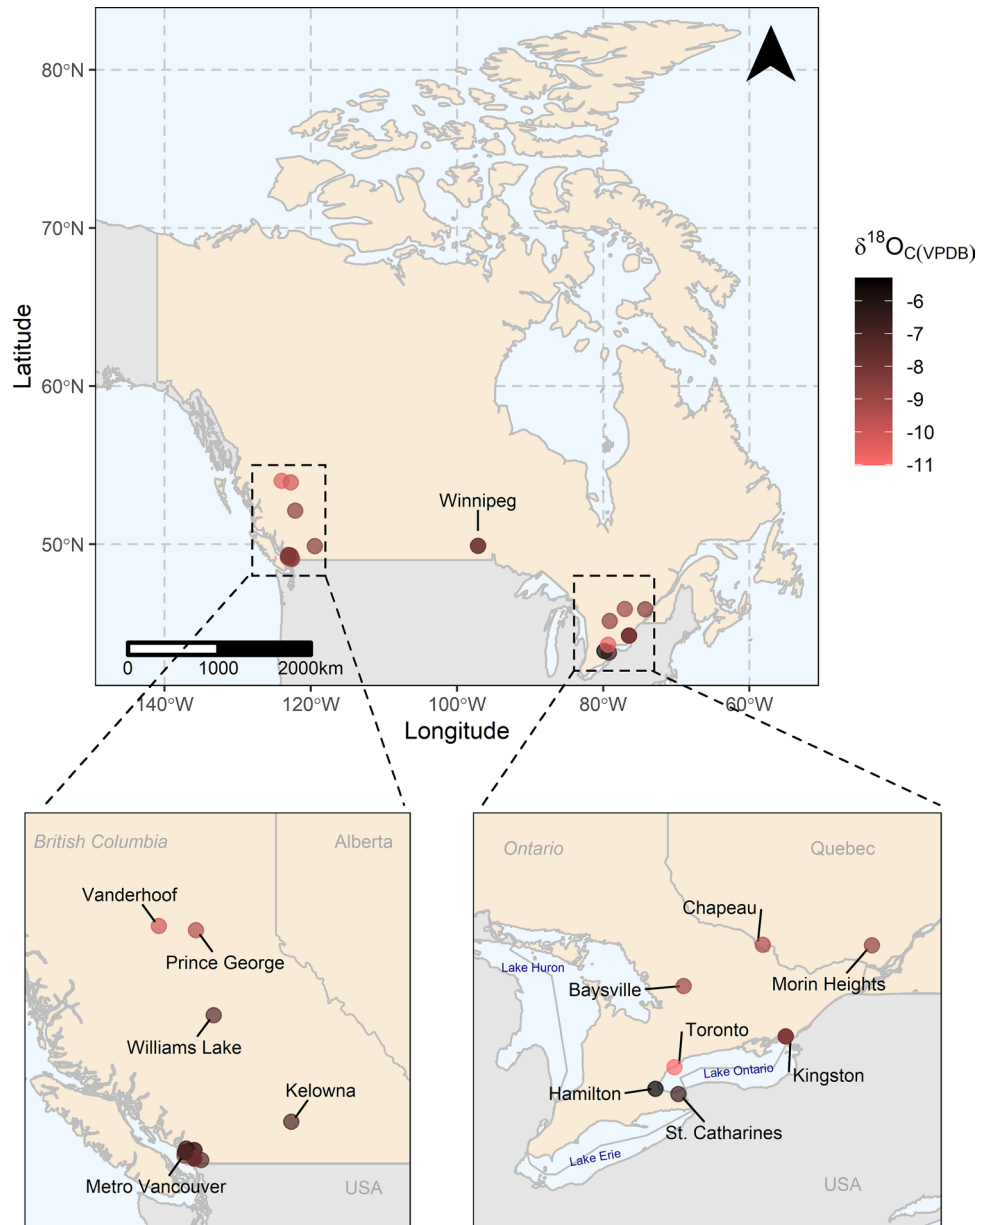 80°N
70°N
60°N
50°N
Latitude
Winnipeg
0 1000 2000km
140°W 120°W 100°W 80°W 60°W
Longitude
δ18OC(VPDB)
-6
-7
-8
-9
-10
-11
British Columbia
Alberta
Vanderhoof
Prince George
Williams Lake
Kelowna
Metro Vancouver
USA
Ontario
Quebec
Chapeau
Lake Huron
Morin Heights
Baysville
Toronto
Lake Ontario
Kingston
Hamilton
St. Catharines
Lake Erie
USA